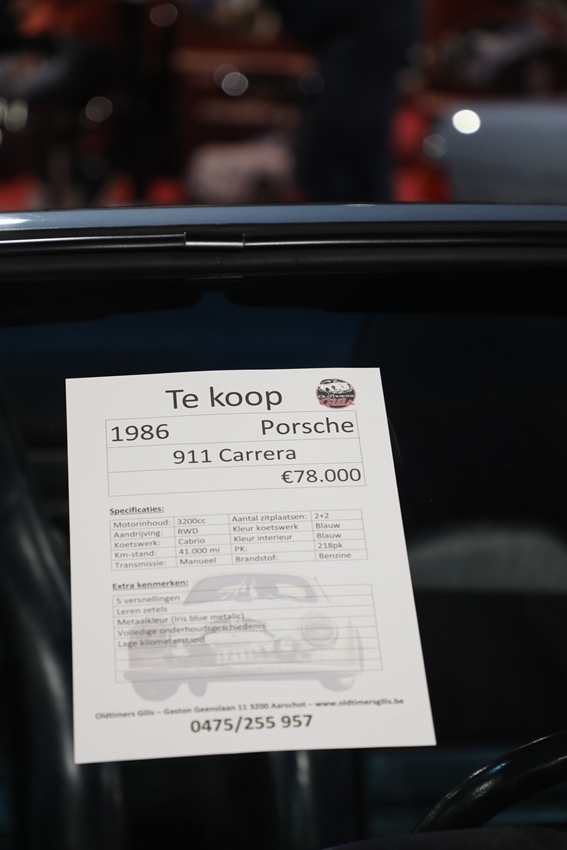 Te koop
OLDTIMERS
Gillis
1986 Porsche
911 Carrera
€78.000
Specificaties:
Motorinhoud: 3200cc Aantal zitplaatsen: 2+2
Aandrijving: RWD Kleur koetswerk Blauw
Koetswerk: Cabrio Kleur interieur Blauw
Km-stand: 41.000 mi PK: 218pk
Transmissie: Manueel Brandstof: Benzine
Extra kenmerken:
5 versnellingen
Leren zetels
Metaalkleur (Iris blue metalic)
Volledige onderhoudsgeschiedenis
Lage kilometerstand
Oldtimers Gilis – Gaston Geenslaan 11 3200 Aarschot – www.oldtimersgilis.be
0475/255 957